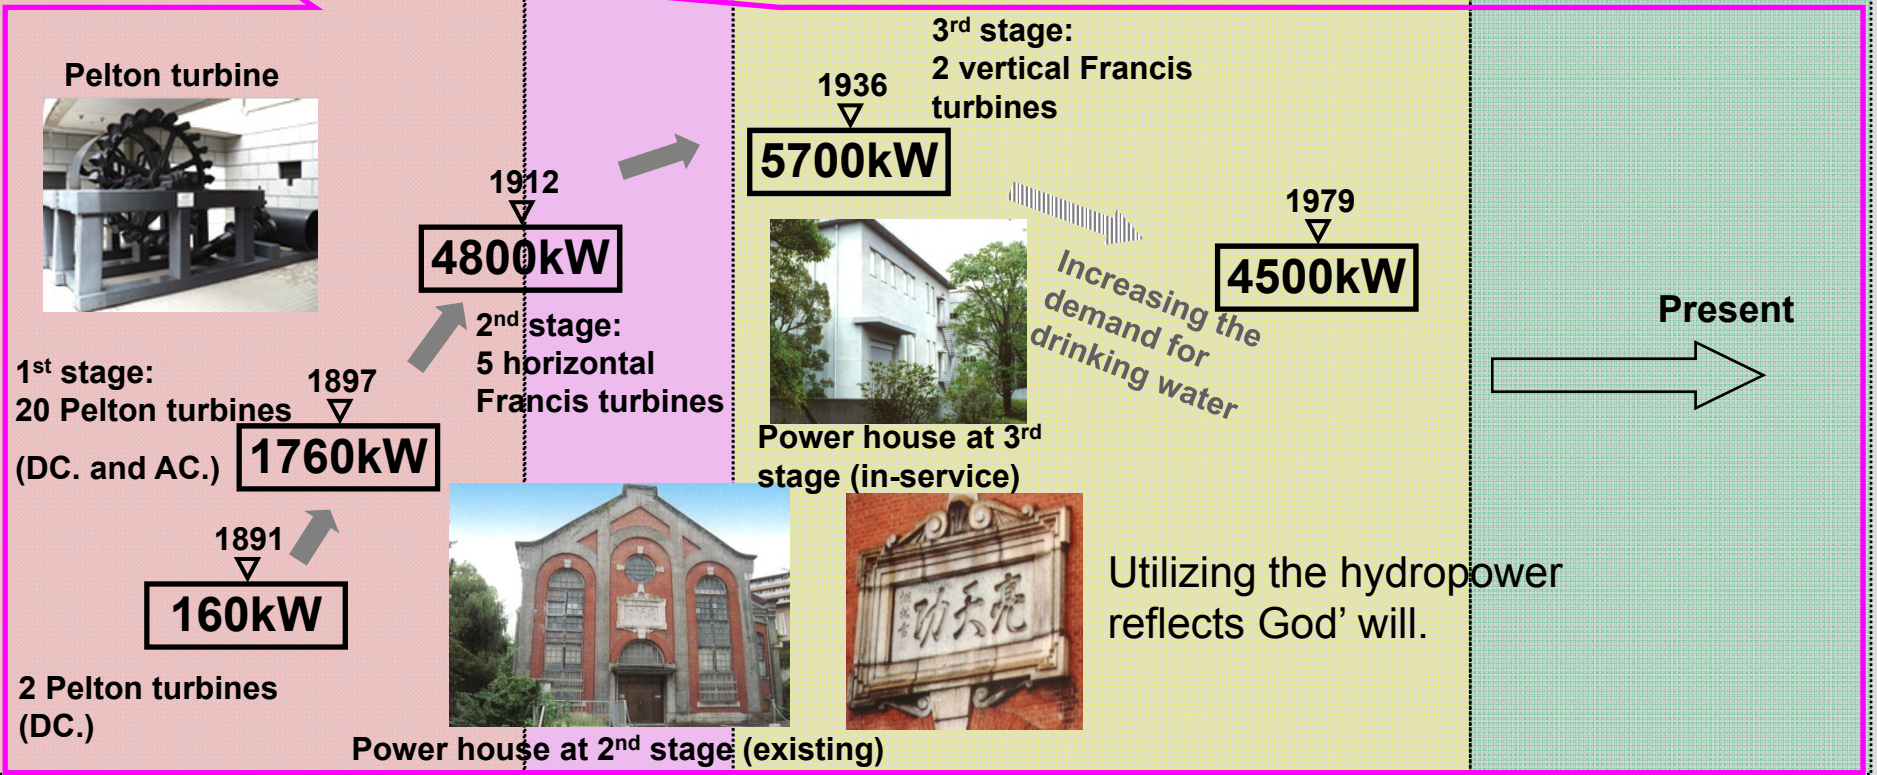 Pelton turbine
1st stage:
20 Pelton turbines
(DC. and AC.)
1897
1760kW
1891
160kW
2 Pelton turbines
(DC.)
1912
4800kW
2nd stage:
5 horizontal
Francis turbines
Power house at 2nd stage (existing)
1936
5700kW
3rd stage:
2 vertical Francis
turbines
Power house at 3rd
stage (in-service)
Increasing the
demand for
drinking water
1979
4500kW
功天亮
Utilizing the hydropower
reflects God' will.
Present